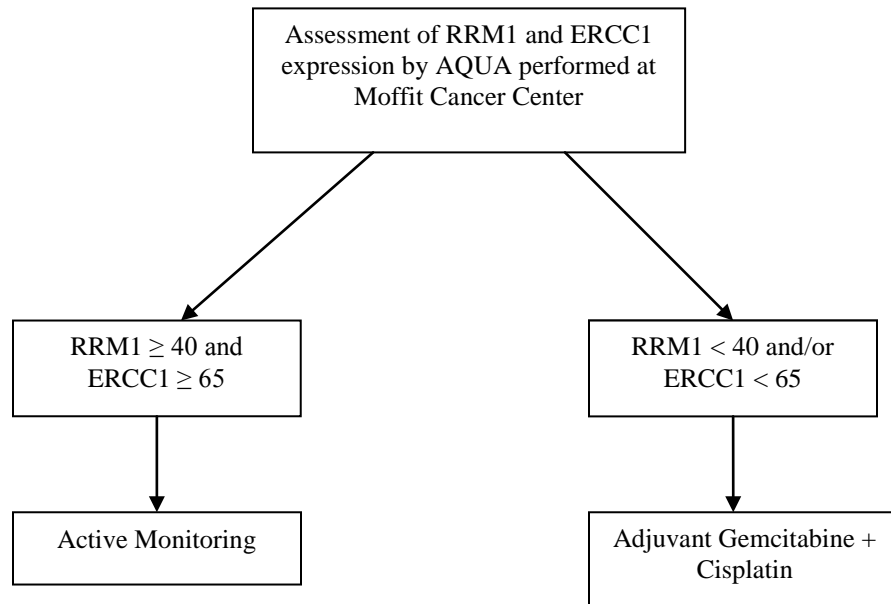 Assessment of RRM1 and ERCC1
expression by AQUA performed at
Moffit Cancer Center
RRM1 ≥ 40 and
ERCC1 ≥ 65
RRM1 < 40 and/or
ERCC1 < 65
Active Monitoring
Adjuvant Gemcitabine +
Cisplatin